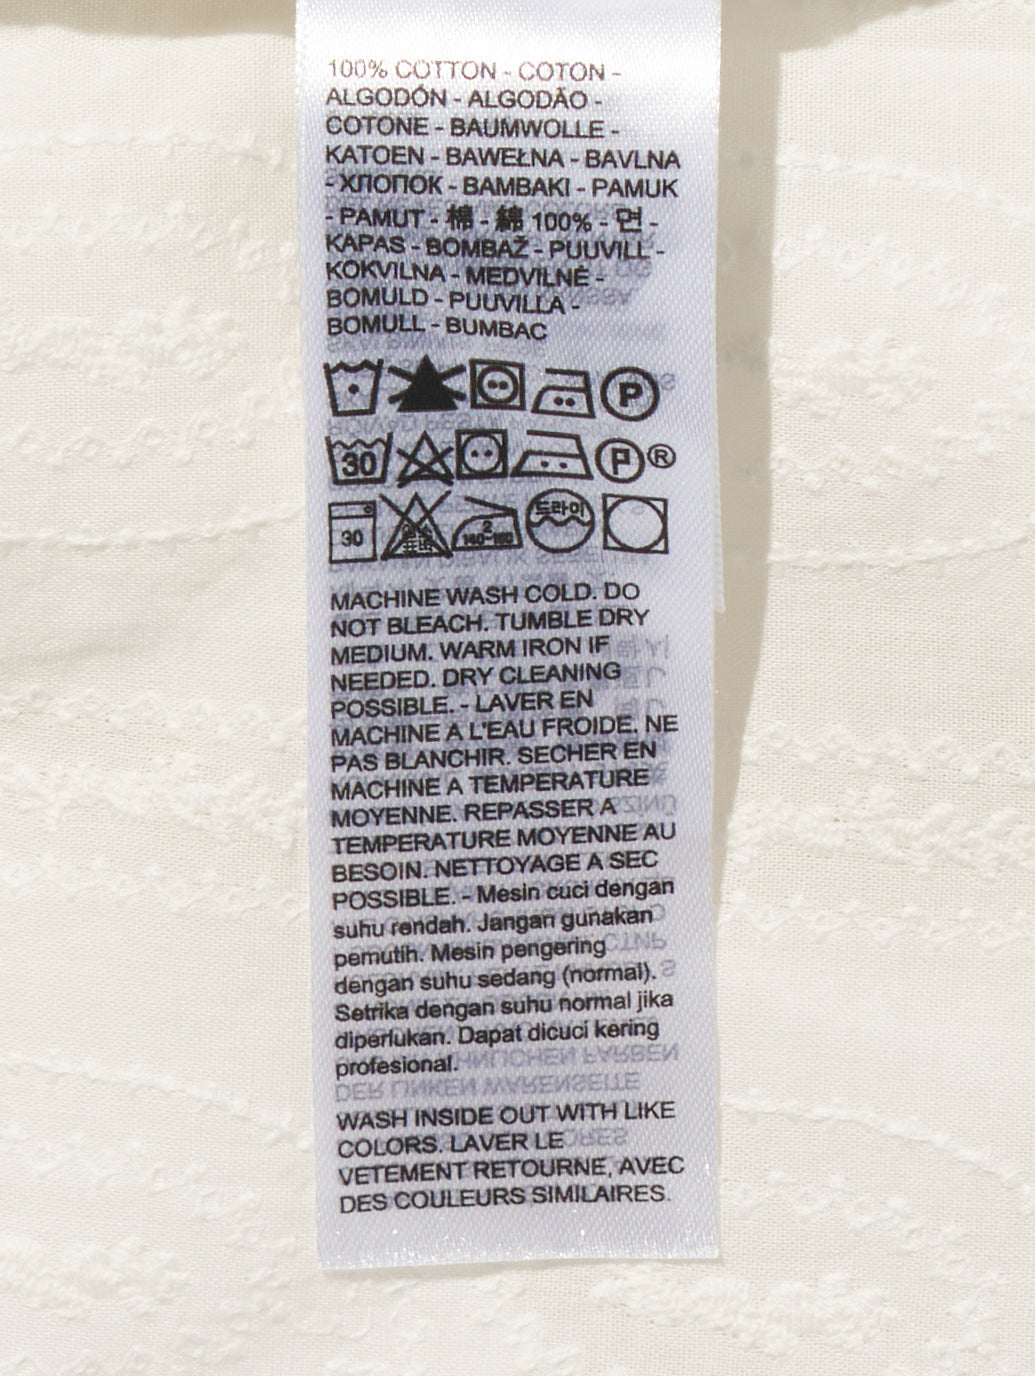 100% COTTON - COTON -
ALGODÓN - ALGODÃO -
COTONE - BAUMWOLLE -
KATOEN - BAWEŁNA - BAVLNA
- ХЛОПОК - BAMBAKI - PAMUK
- PAMUT - 棉 - 綿 100% - 면 -
KAPAS - BOMBAŽ - PUUVILL -
KOKVILNA - MEDVILNĖ -
BOMULD - PUUVILLA -
BOMULL - BUMBAC
P
30 P ®
30 2 140~160 드라이
MACHINE WASH COLD. DO
NOT BLEACH. TUMBLE DRY
MEDIUM. WARM IRON IF
NEEDED. DRY CLEANING
POSSIBLE. - LAVER EN
MACHINE A L'EAU FROIDE. NE
PAS BLANCHIR. SECHER EN
MACHINE A TEMPERATURE
MOYENNE. REPASSER A
TEMPERATURE MOYENNE AU
BESOIN. NETTOYAGE A SEC
POSSIBLE. - Mesin cuci dengan
suhu rendah. Jangan gunakan
pemutih. Mesin pengering
dengan suhu sedang (normal).
Setrika dengan suhu normal jika
diperlukan. Dapat dicuci kering
profesional.
WASH INSIDE OUT WITH LIKE
COLORS. LAVER LE
VETEMENT RETOURNE, AVEC
DES COULEURS SIMILAIRES.